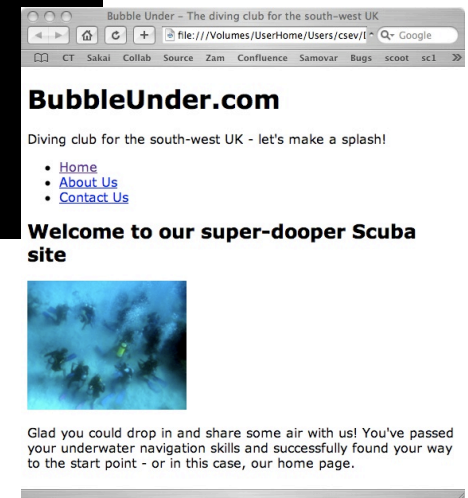 Bubble Under – The diving club for the south-west UK
file:///Volumes/UserHome/Users/csev/
Google
CT Sakai Collab Source Zam Confluence Samovar Bugs scoot sc1 »
BubbleUnder.com
Diving club for the south-west UK - let's make a splash!
• Home
• About Us
• Contact Us
Welcome to our super-dooper Scuba
site
Glad you could drop in and share some air with us! You've passed
your underwater navigation skills and successfully found your way
to the start point - or in this case, our home page.